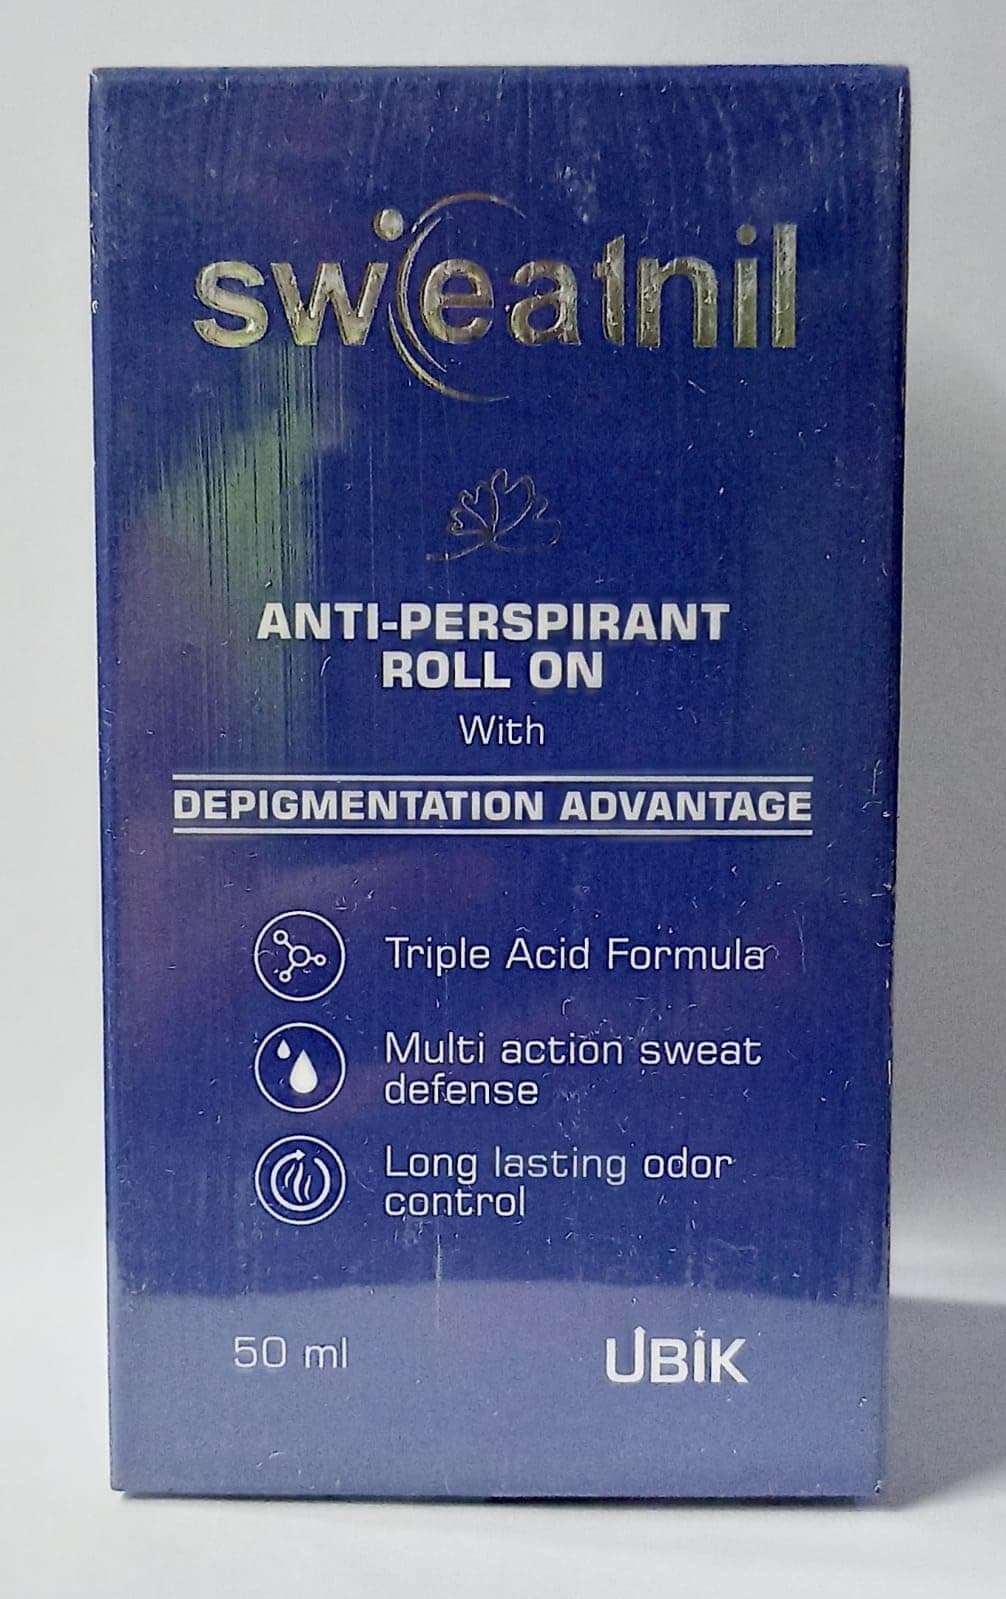 sweatnil
ANTI-PERSPIRANT
ROLL ON
With
DEPIGMENTATION ADVANTAGE
Triple Acid Formula
Multi action sweat
defense
Long lasting odor
control
50 ml
UBIK